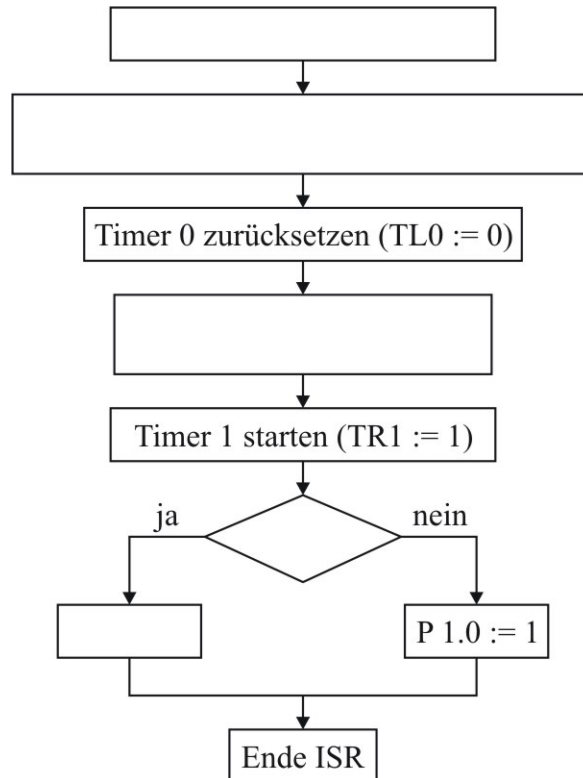 Timer 0 zurücksetzen (TL0 := 0)
Timer 1 starten (TR1 := 1)
ja
nein
P 1.0 := 1
Ende ISR